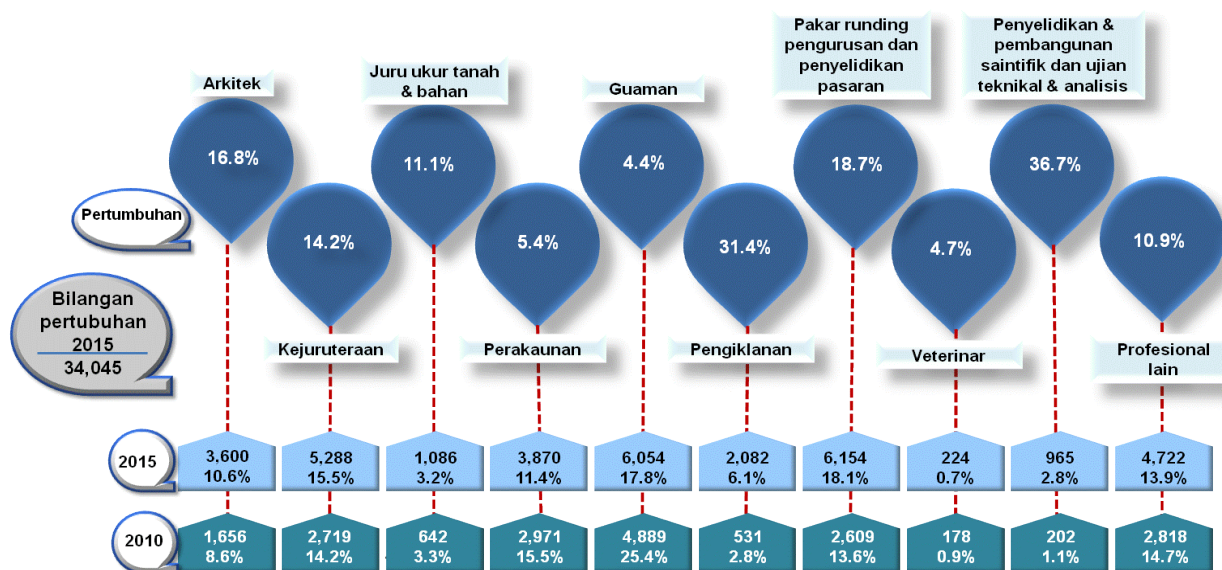 Arkitek
Juru ukur tanah
& bahan
Guaman
Pakar runding
pengurusan dan
penyelidikan
pasaran
Penyelidikan &
pembangunan
saintifik dan ujian
teknikal & analisis
Pertumbuhan
16.8%
14.2%
11.1%
5.4%
4.4%
31.4%
18.7%
4.7%
36.7%
10.9%
Bilangan
pertubuhan
2015
34,045
Kejuruteraan
Perakaunan
Pengiklanan
Veterinar
Profesional
lain
2015
3,600
10.6%
5,288
15.5%
1,086
3.2%
3,870
11.4%
6,054
17.8%
2,082
6.1%
6,154
18.1%
224
0.7%
965
2.8%
4,722
13.9%
2010
1,656
8.6%
2,719
14.2%
642
3.3%
2,971
15.5%
4,889
25.4%
531
2.8%
2,609
13.6%
178
0.9%
202
1.1%
2,818
14.7%